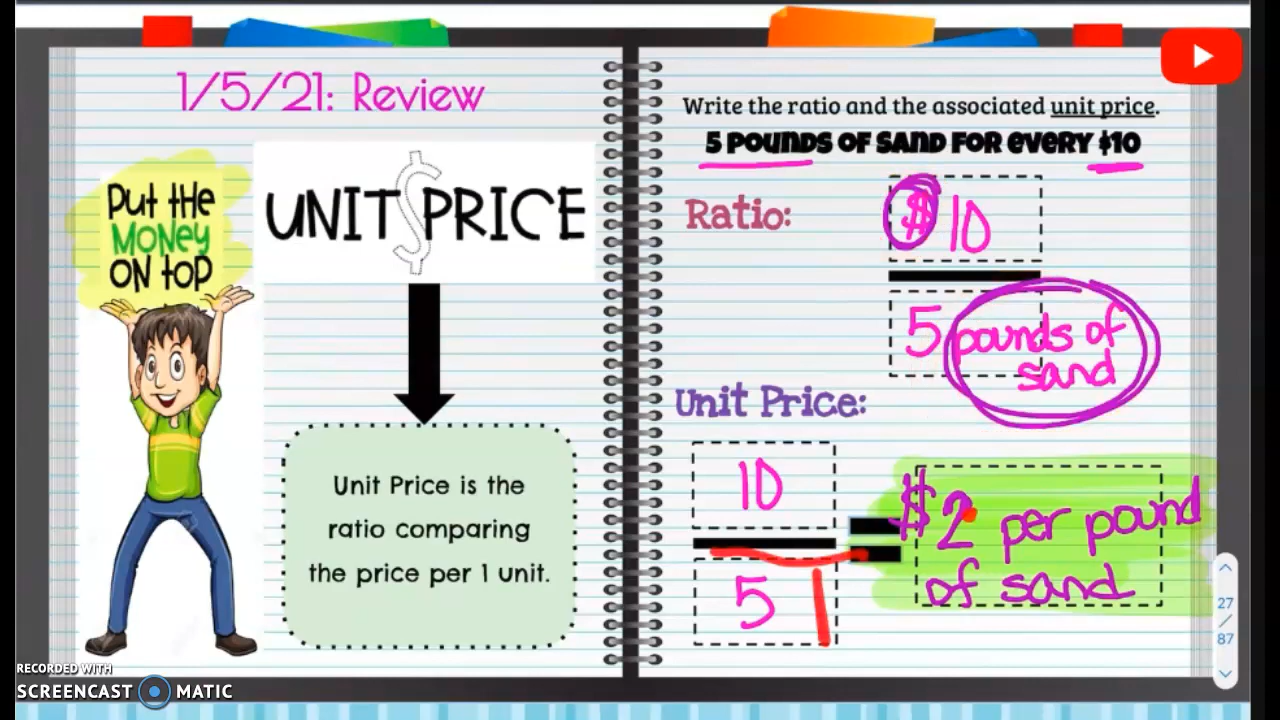 1/5/21: Review
Put the
MONEY
ON TOP
UNIT $ PRICE
Unit Price is the
ratio comparing
the price per 1 unit.
Write the ratio and the associated unit price.
5 POUNDS OF SAND FOR EVERY $10
Ratio:
$10
5 pounds of
sand
Unit Price:
10
5
$2 per pound
of sand
27
/
87
RECORDED WITH
SCREENCAST MATIC